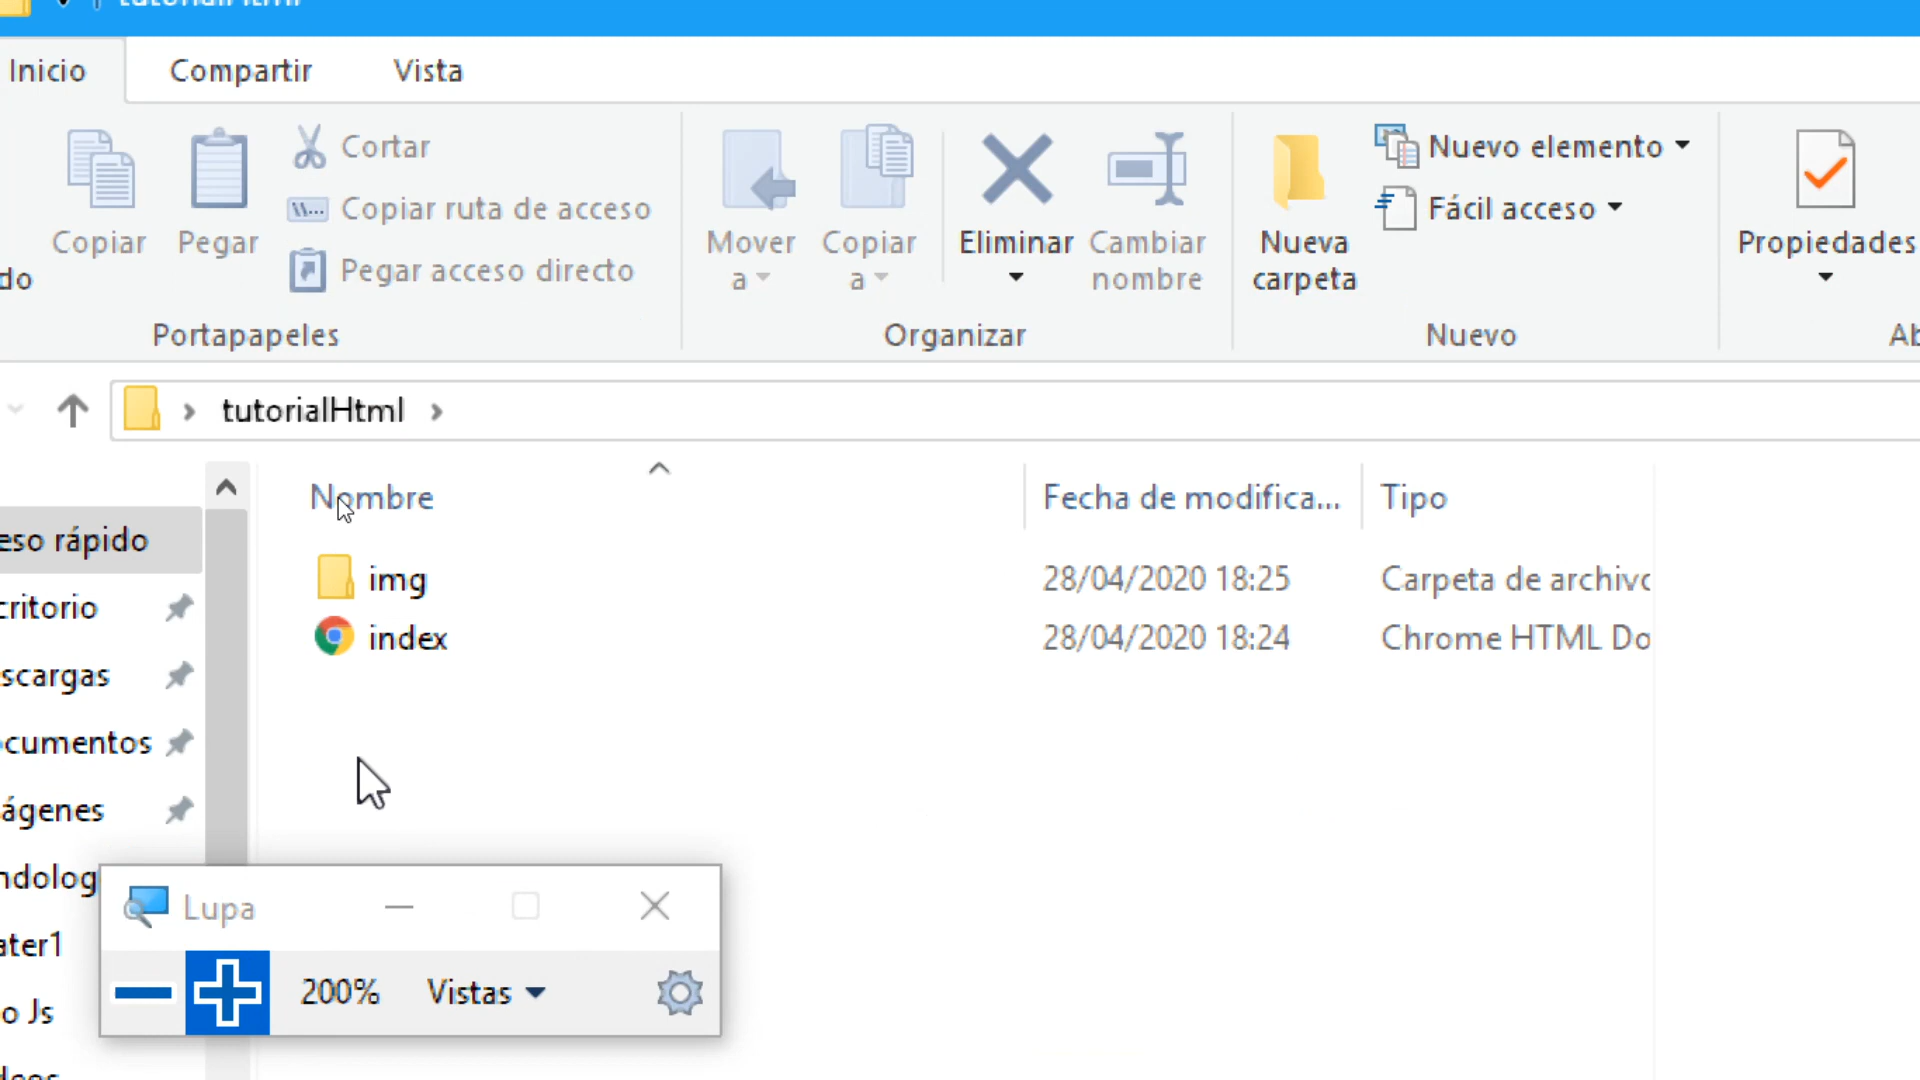 tutorialHtml
Inicio Compartir Vista
Copiar Pegar Cortar
Copiar ruta de acceso
Pegar acceso directo
do
Portapapeles
Mover a
Copiar a
Eliminar
Cambiar nombre
Organizar
Nueva carpeta
Nuevo elemento
Fácil acceso
Nuevo
Propiedades
Ab
tutorialHtml
Nombre Fecha de modifica... Tipo
img 28/04/2020 18:25 Carpeta de archivo
index 28/04/2020 18:24 Chrome HTML Do
eso rápido
critorio
scargas
ocumentos
ágenes
ndolog
ater1
o Js
Lupa
200% Vistas